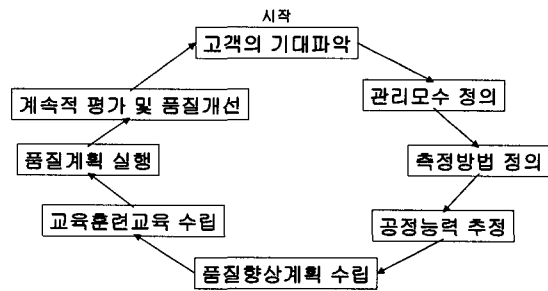 시작
고객의 기대파악
관리모수 정의
측정방법 정의
공정능력 추정
품질향상계획 수립
교육훈련교육 수립
품질계획 실행
계속적 평가 및 품질개선